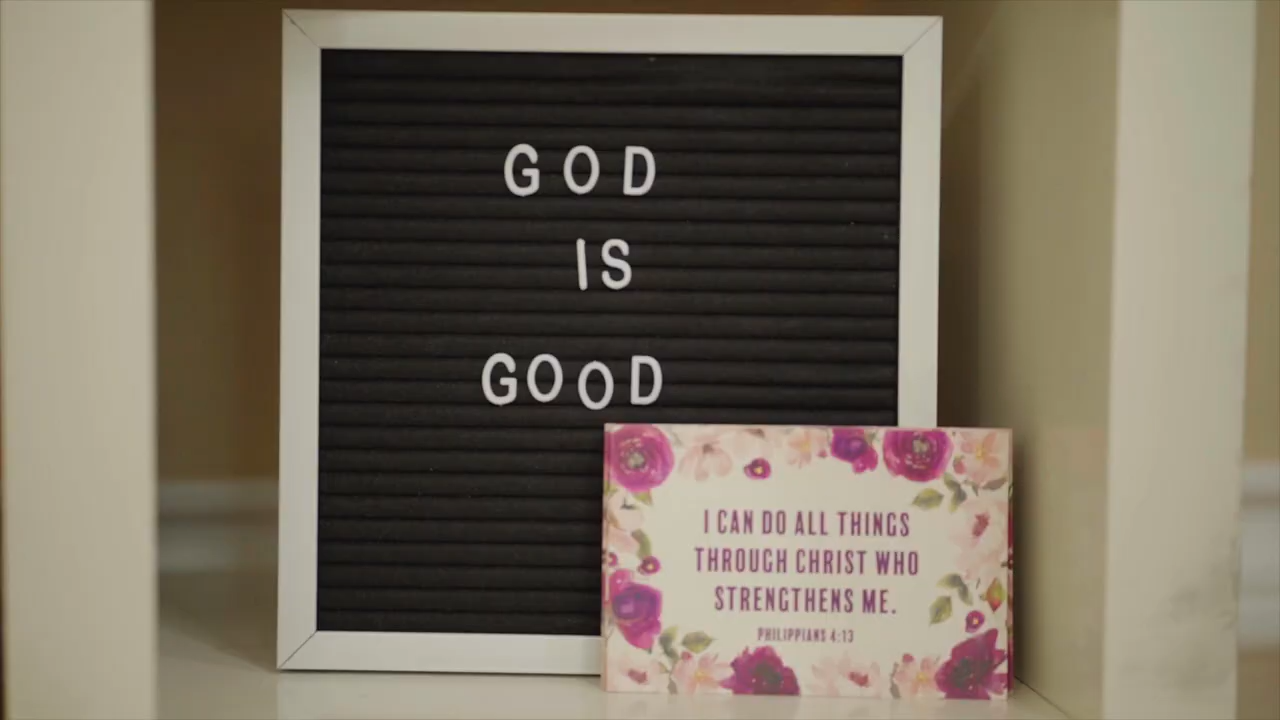 GOD
IS
GOOD
I CAN DO ALL THINGS
THROUGH CHRIST WHO
STRENGTHENS ME.
PHILIPPIANS 4:13